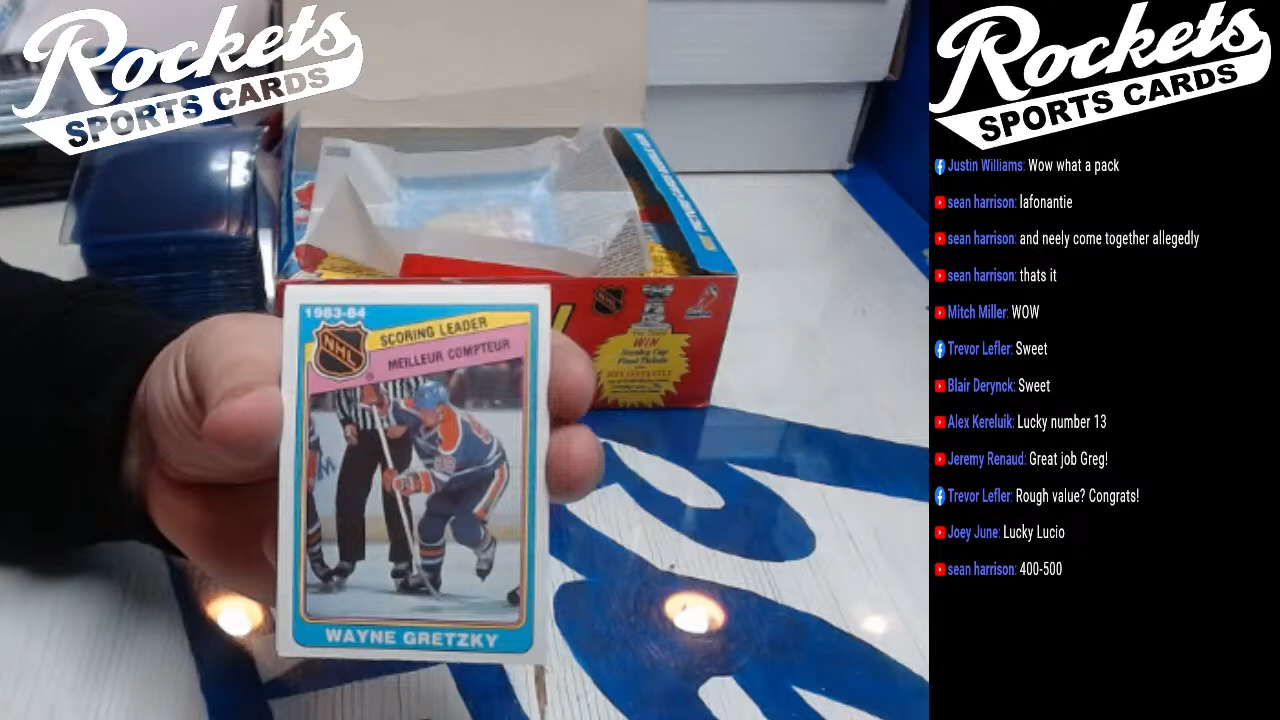 Rockets
SPORTS CARDS
Rockets
SPORTS CARDS
1983-84
NHL
SCORING LEADER
MEILLEUR COMPTEUR
WAYNE GRETZKY
NHL
WIN
Stanley Cup
Justin Williams: Wow what a pack
sean harrison: lafonantie
sean harrison: and neely come together allegedly
sean harrison: thats it
Mitch Miller: WOW
Trevor Lefler: Sweet
Blair Derynck: Sweet
Alex Kereluik: Lucky number 13
Jeremy Renaud: Great job Greg!
Trevor Lefler: Rough value? Congrats!
Joey June: Lucky Lucio
sean harrison: 400-500